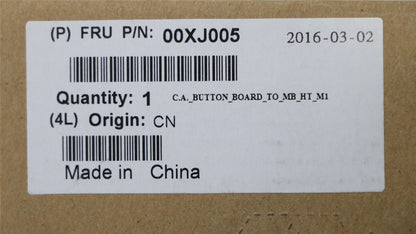 (P) FRU P/N: 00XJ005 2016-03-02
Quantity: 1 C.A._BUTTON_BOARD_TO_MB_HT_M1
(4L) Origin: CN
Made in China